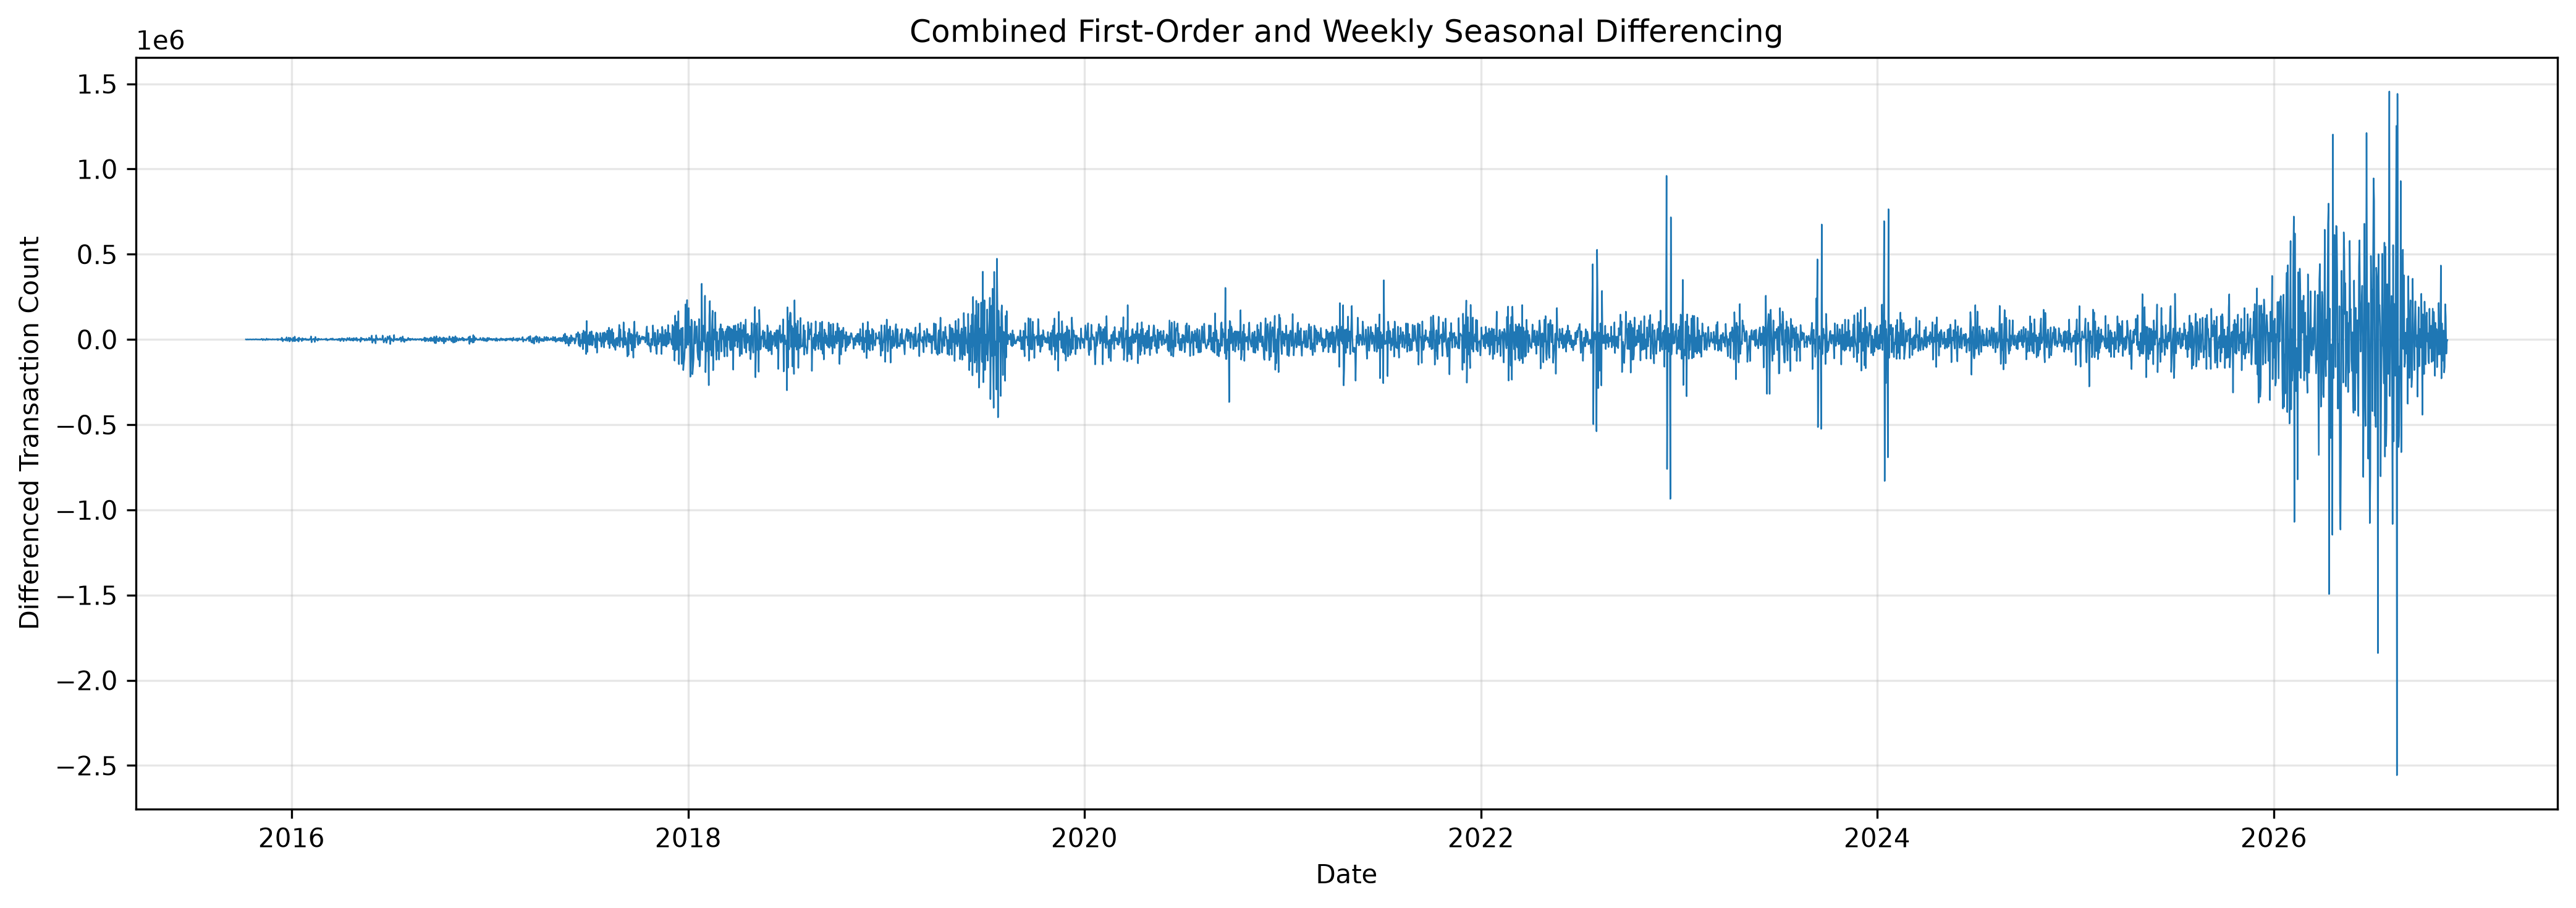 Combined First-Order and Weekly Seasonal Differencing
1e6
1.5
1.0
0.5
0.0
−0.5
−1.0
−1.5
−2.0
−2.5
Differenced Transaction Count
2016 2018 2020 2022 2024 2026
Date